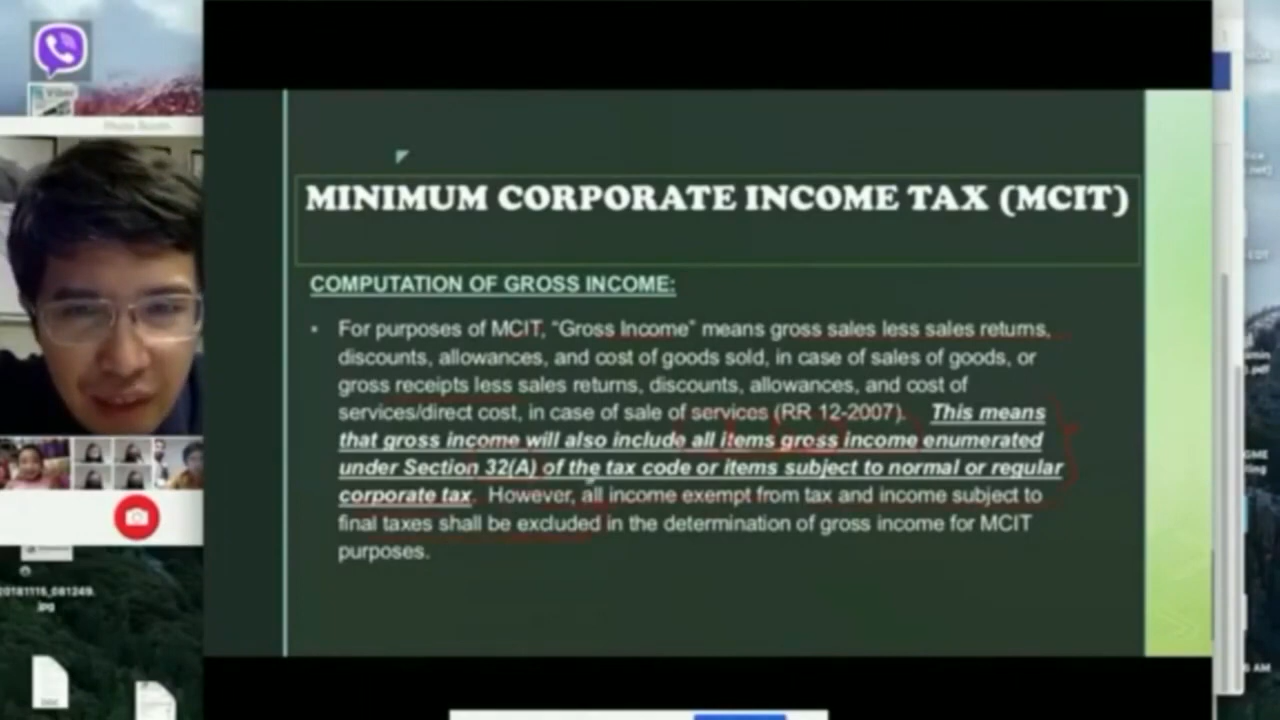 Viber
Photo Booth
20181115_081249.
jpg
MINIMUM CORPORATE INCOME TAX (MCIT)
COMPUTATION OF GROSS INCOME:
▪ For purposes of MCIT, “Gross Income” means gross sales less sales returns,
discounts, allowances, and cost of goods sold, in case of sales of goods, or
gross receipts less sales returns, discounts, allowances, and cost of
services/direct cost, in case of sale of services (RR 12-2007). This means
that gross income will also include all items gross income enumerated
under Section 32(A) of the tax code or items subject to normal or regular
corporate tax. However, all income exempt from tax and income subject to
final taxes shall be excluded in the determination of gross income for MCIT
purposes.